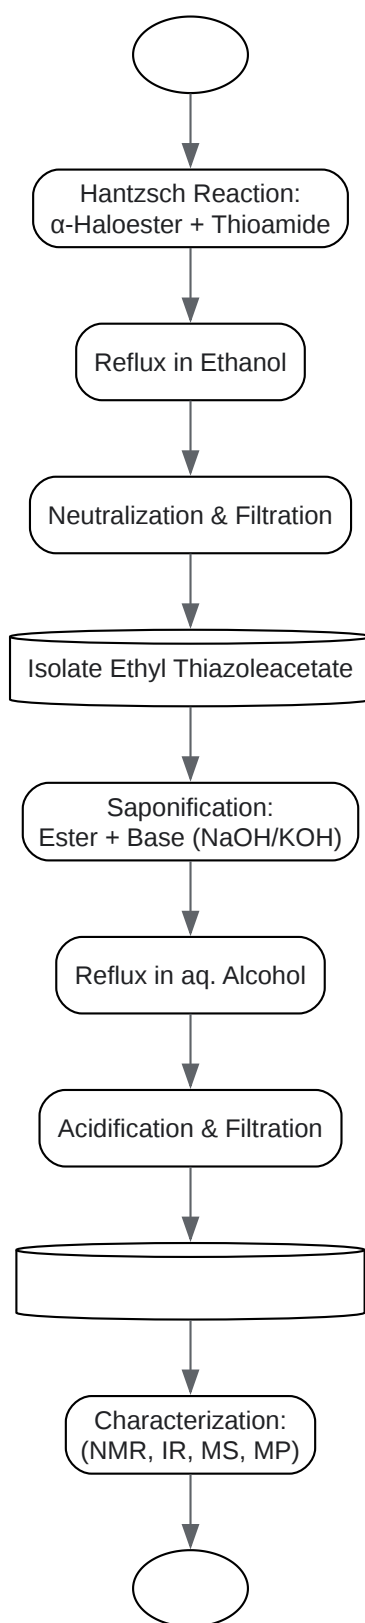 Hantzsch Reaction:
α-Haloester + Thioamide
Reflux in Ethanol
Neutralization & Filtration
Isolate Ethyl Thiazoleacetate
Saponification:
Ester + Base (NaOH/KOH)
Reflux in aq. Alcohol
Acidification & Filtration
Characterization:
(NMR, IR, MS, MP)